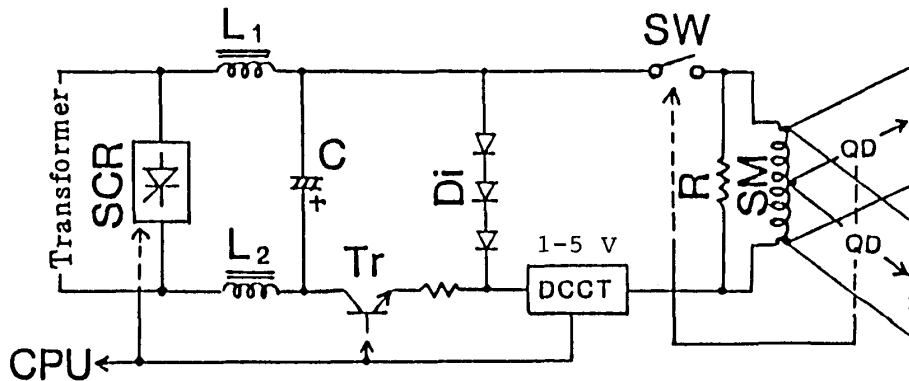 L1
SW
Transformer
SCR
C
+
Di
R
SM
QD
QD
L2
Tr
1-5 V
DCCT
CPU